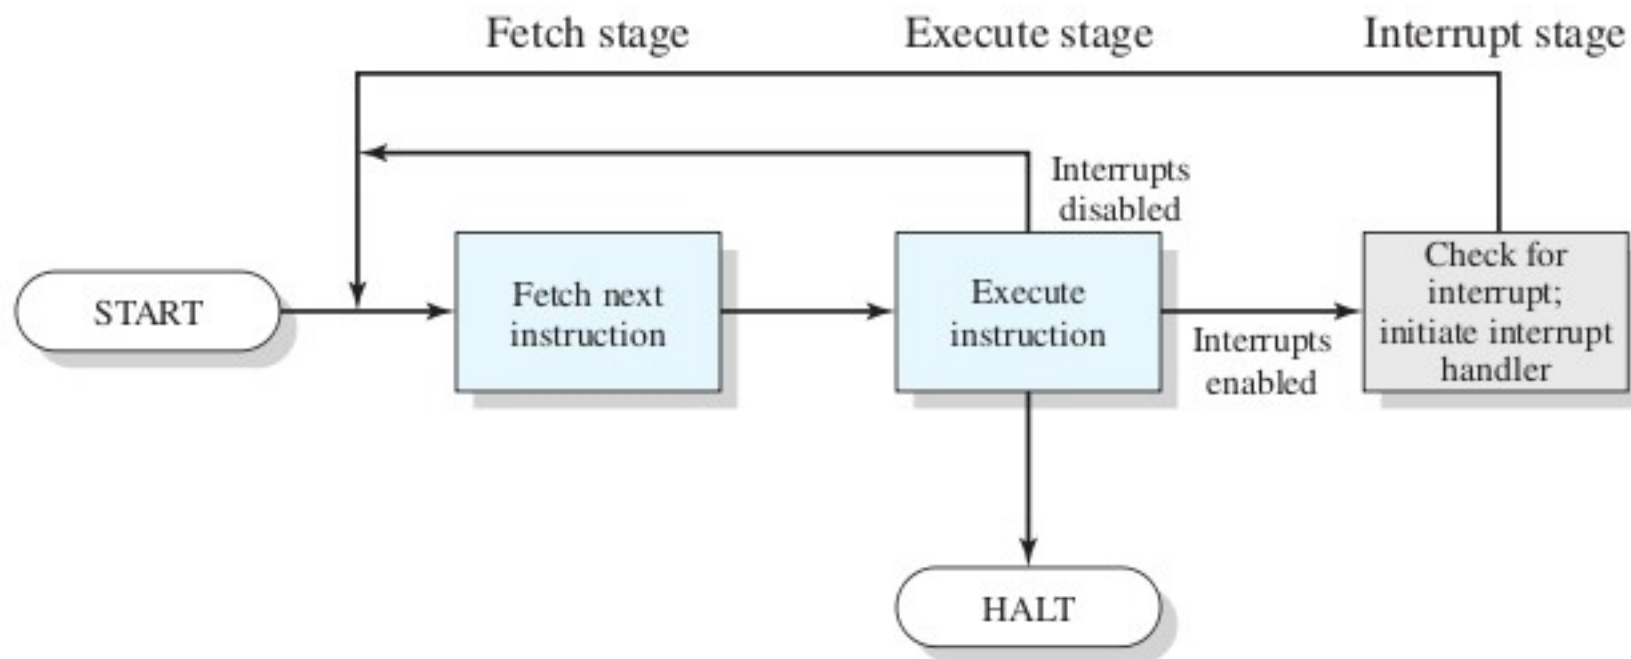 Fetch stage
Execute stage
Interrupt stage
Interrupts
disabled
START
Fetch next
instruction
Execute
instruction
Interrupts
enabled
Check for
interrupt;
initiate interrupt
handler
HALT